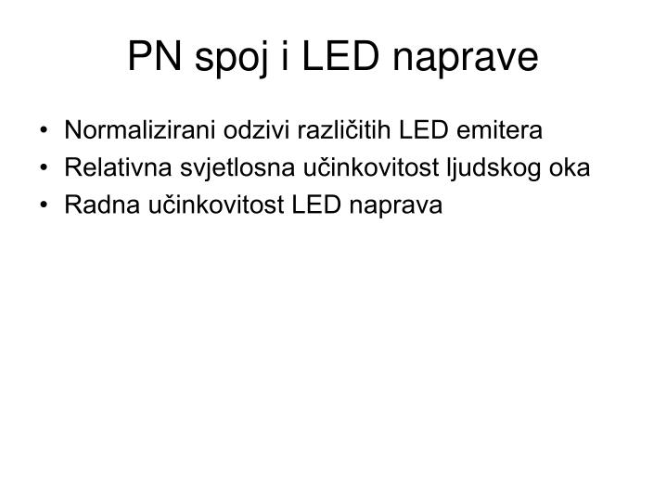 PN spoj i LED naprave
• Normalizirani odzivi različitih LED emitera
• Relativna svjetlosna učinkovitost ljudskog oka
• Radna učinkovitost LED naprava